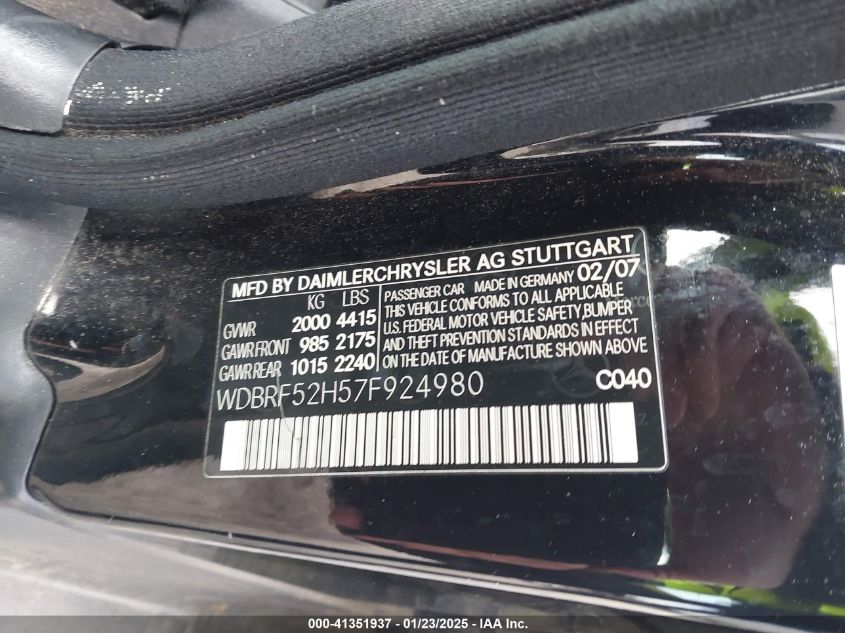 MFD BY DAIMLERCHRYSLER AG STUTTGART
KG LBS
GVWR 2000 4415
GAWR FRONT 985 2175
GAWR REAR 1015 2240
PASSENGER CAR MADE IN GERMANY 02/07
THIS VEHICLE CONFORMS TO ALL APPLICABLE
U.S. FEDERAL MOTOR VEHICLE SAFETY,BUMPER
AND THEFT PREVENTION STANDARDS IN EFFECT
ON THE DATE OF MANUFACTURE SHOWN ABOVE
WDBRF52H57F924980 C040
000-41351937 - 01/23/2025 - IAA, Inc.